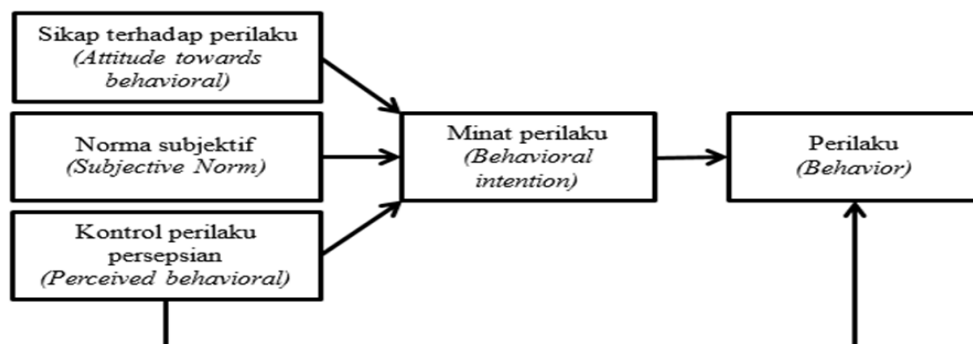 Sikap terhadap perilaku
(Attitude towards
behavioral)
Norma subjektif
(Subjective Norm)
Kontrol perilaku
persepsian
(Perceived behavioral)
Minat perilaku
(Behavioral
intention)
Perilaku
(Behavior)